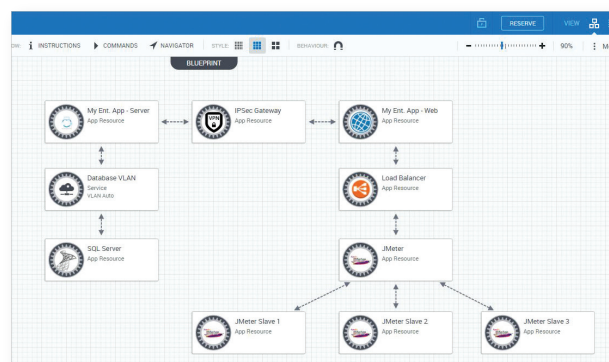 RESERVE
VIEW
INSTRUCTIONS
COMMANDS
NAVIGATOR
STYLE:
BEHAVIOUR:
90%
BLUEPRINT
My Ent. App - Server
App Resource
IPSec Gateway
App Resource
VPN
My Ent. App - Web
App Resource
Database VLAN
Service
VLAN Auto
Load Balancer
App Resource
SQL Server
App Resource
JMeter
App Resource
JMeter Slave 1
App Resource
JMeter Slave 2
App Resource
JMeter Slave 3
App Resource